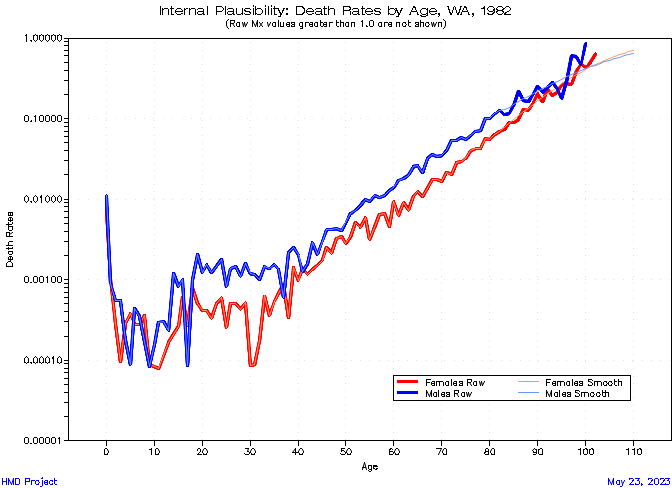 Internal Plausibility: Death Rates by Age, WA, 1982
(Raw Mx values greater than 1.0 are not shown)
Death Rates
1.00000
0.10000
0.01000
0.00100
0.00010
0.00001
Females Raw
Females Smooth
Males Raw
Males Smooth
0 10 20 30 40 50 60 70 80 90 100 110
Age
HMD Project
May 23, 2023